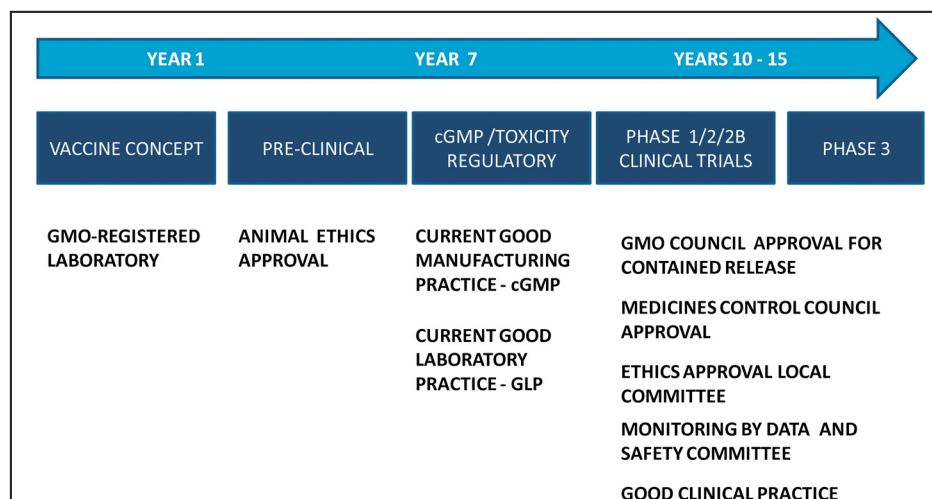 YEAR 1
YEAR 7
YEARS 10 - 15
VACCINE CONCEPT
PRE-CLINICAL
cGMP /TOXICITY
REGULATORY
PHASE 1/2/2B
CLINICAL TRIALS
PHASE 3
GMO-REGISTERED
LABORATORY
ANIMAL ETHICS
APPROVAL
CURRENT GOOD
MANUFACTURING
PRACTICE - cGMP
CURRENT GOOD
LABORATORY
PRACTICE - GLP
GMO COUNCIL APPROVAL FOR
CONTAINED RELEASE
MEDICINES CONTROL COUNCIL
APPROVAL
ETHICS APPROVAL LOCAL
COMMITTEE
MONITORING BY DATA AND
SAFETY COMMITTEE
GOOD CLINICAL PRACTICE